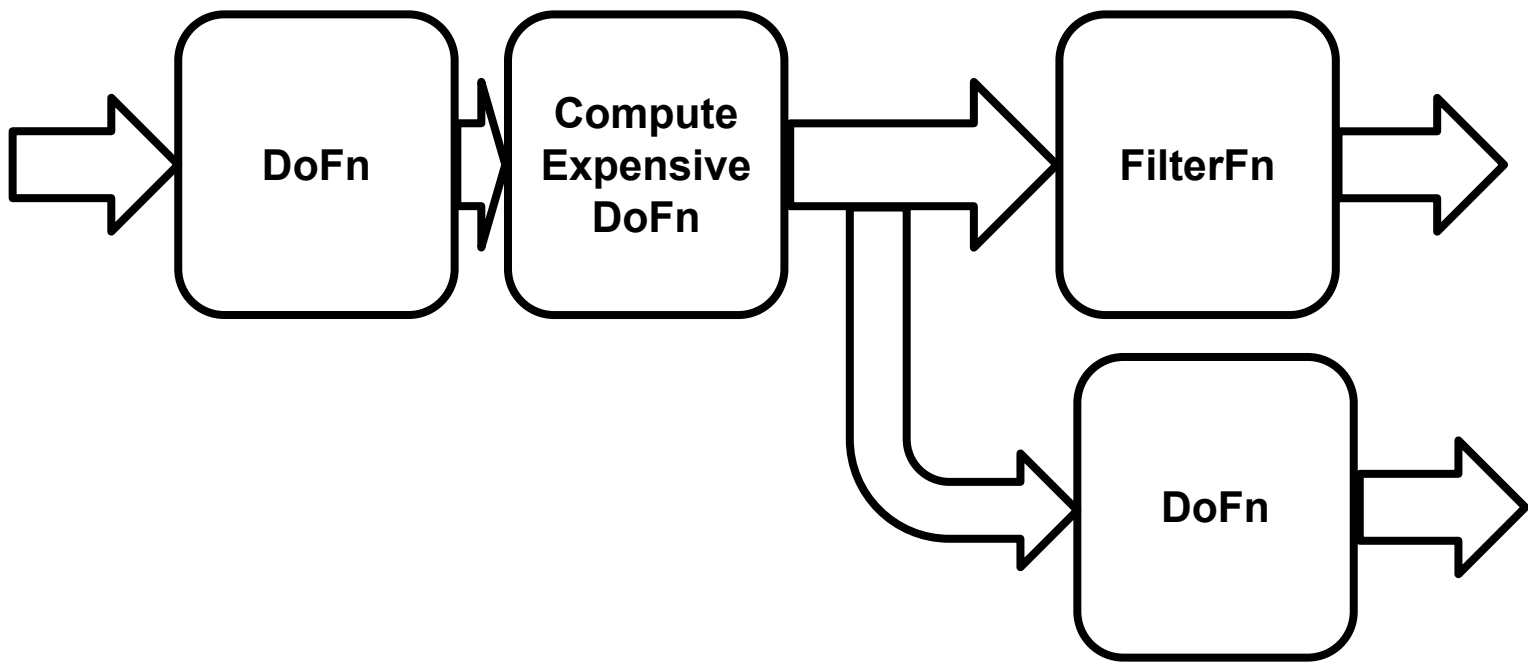 DoFn
Compute
Expensive
DoFn
FilterFn
DoFn